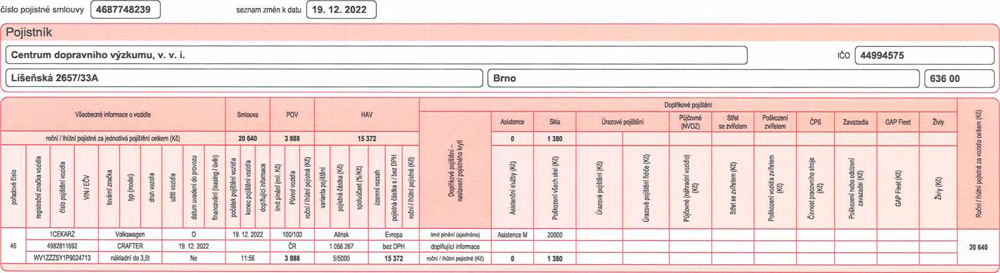 číslo pojistné smlouvy 4687748239 seznam změn k datu 19. 12. 2022
Pojistník
Centrum dopravního výzkumu, v. v. i. IČO 44994575
Líšeňská 2657/33A Brno 636 00
Všeobecné informace o vozidle Smlouva POV HAV Doplňkové pojištění
Asistence Skla Úrazové pojištění Půjčovné (NVOZ) Střet se zvířetem Poškození zvířetem ČPS Zavazadla GAP Fleet Živly
roční / lhůtní pojistné za jednotlivá pojištění celkem (Kč) 20 640 3 888 15 372 0 1 380
pořadové číslo
registrační značka vozidla
číslo pojištění vozidla
VIN / EČV
tovární značka
typ (model)
druh vozidla
užití vozidla
datum uvedení do provozu
financování (leasing / úvěr)
počátek pojištění vozidla
konec pojištění vozidla
doplňující informace
limit plnění (mil. Kč)
Původ vozidla
roční / lhůtní pojistné (Kč)
varianta pojištění
pojistná částka (Kč)
spoluúčast (%/Kč)
územní rozsah
pojistná částka s / bez DPH
roční / lhůtní pojistné (Kč)
Doplňkové pojištění –
nastavení pojistného krytí
Asistenční služby (Kč)
Poškození všech skel (Kč)
Úrazové pojištění (Kč)
Úrazové pojištění řidiče (Kč)
Půjčovné (náhradní vozidlo)
(Kč)
Střet se zvířetem (Kč)
Poškození vozidla zvířetem
(Kč)
Činnost pracovního stroje
(Kč)
Poškození nebo odcizení
zavazadel (Kč)
GAP Fleet (Kč)
Živly (Kč)
Roční / lhůtní pojistné za vozidlo celkem (Kč)
1CEKARZ Volkswagen O 19. 12. 2022 100/100 Allrisk Evropa limit plnění (sjednáno) Asistence M 20000
46 4982811692 CRAFTER 19. 12. 2022 ČR 1 056 267 bez DPH doplňující informace 20 640
WV1ZZZSY1P9024713 nákladní do 3,5t Ne 11:56 3 888 5/5000 15 372 roční / lhůtní pojistné (Kč) 0 1 380